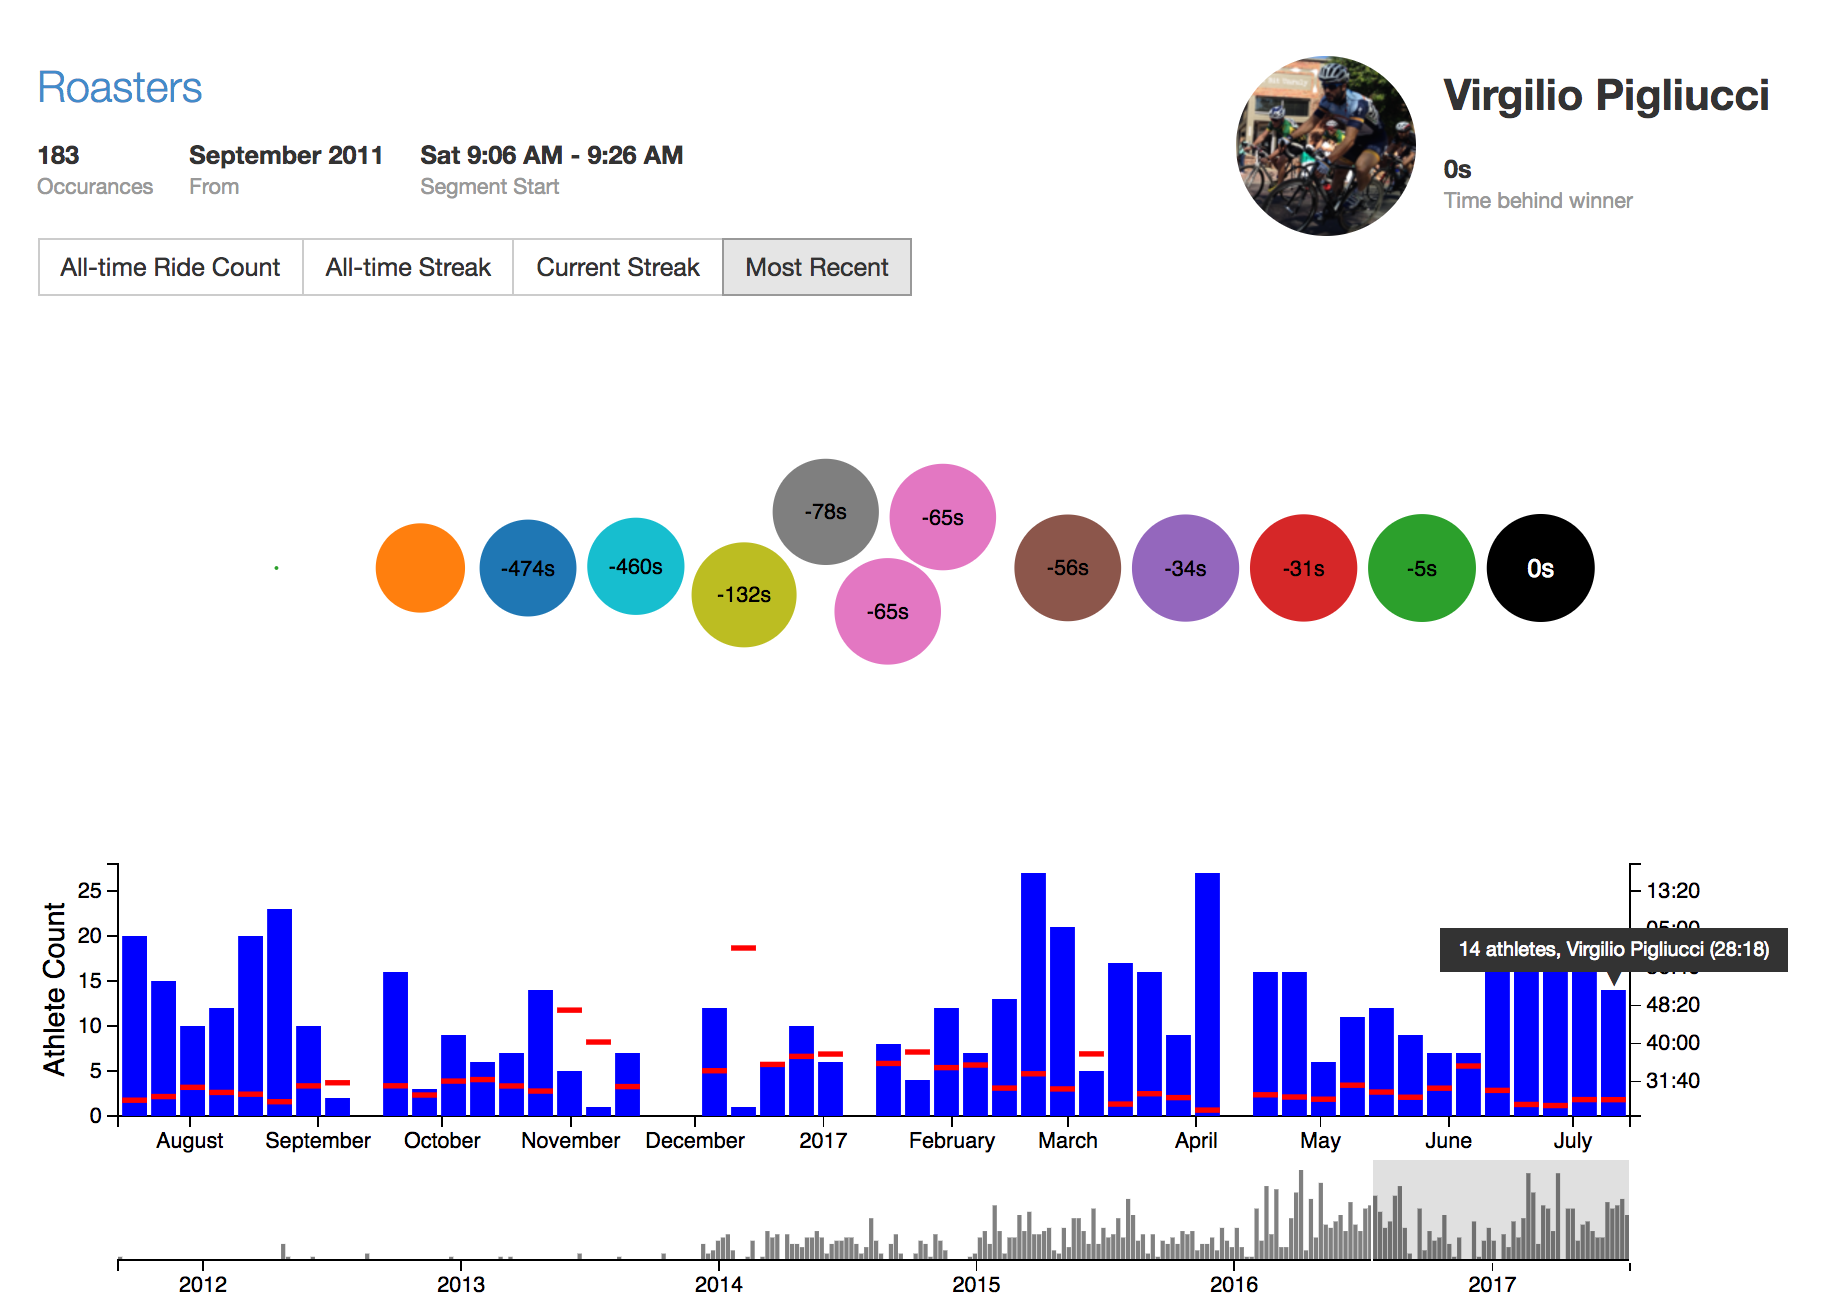 Roasters
Virgilio Pigliucci
183
September 2011
Sat 9:06 AM - 9:26 AM
Occurances
From
Segment Start
0s
Time behind winner
All-time Ride Count
All-time Streak
Current Streak
Most Recent
-474s
-460s
-132s
-78s
-65s
-65s
-56s
-34s
-31s
-5s
0s
Athlete Count
25
20
15
10
5
0
13:20
14 athletes, Virgilio Pigliucci (28:18)
48:20
40:00
31:40
August
September
October
November
December
2017
February
March
April
May
June
July
2012
2013
2014
2015
2016
2017